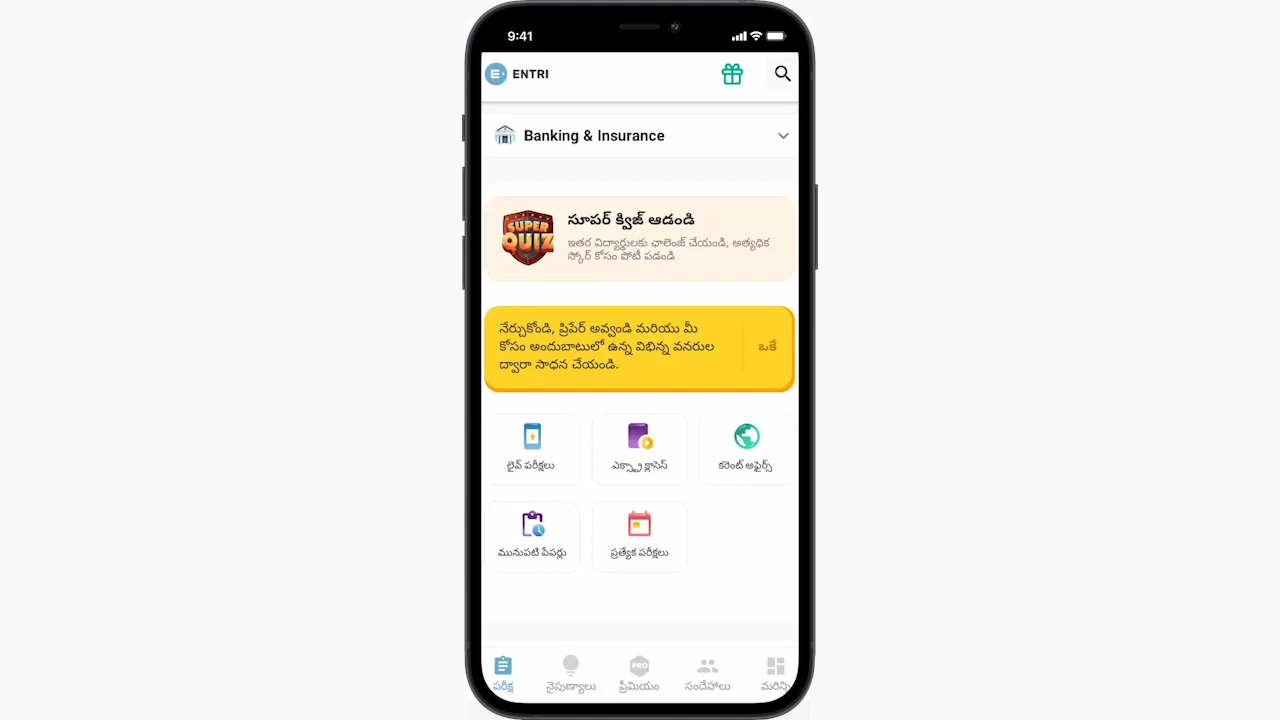 9:41
ENTRI
Banking & Insurance
SUPER
QUIZ
సూపర్ క్విజ్ ఆడండి
ఇతర విద్యార్థులకు ఛాలెంజ్ చేయండి, అత్యధిక
స్కోర్ కోసం పోటీ పడండి
నేర్చుకోండి, ప్రిపేర్ అవ్వండి మరియు మీ
కోసం అందుబాటులో ఉన్న విభిన్న వనరుల
ద్వారా సాధన చేయండి.
ఒకే
లైవ్ పరీక్షలు
ఎక్స్ట్రా క్లాసెస్
కరెంట్ అఫైర్స్
మునుపటి పేపర్లు
ప్రత్యేక పరీక్షలు
PRO
పరీక్ష
నైపుణ్యాలు
ప్రీమియం
సందేహాలు
మరిన్ని